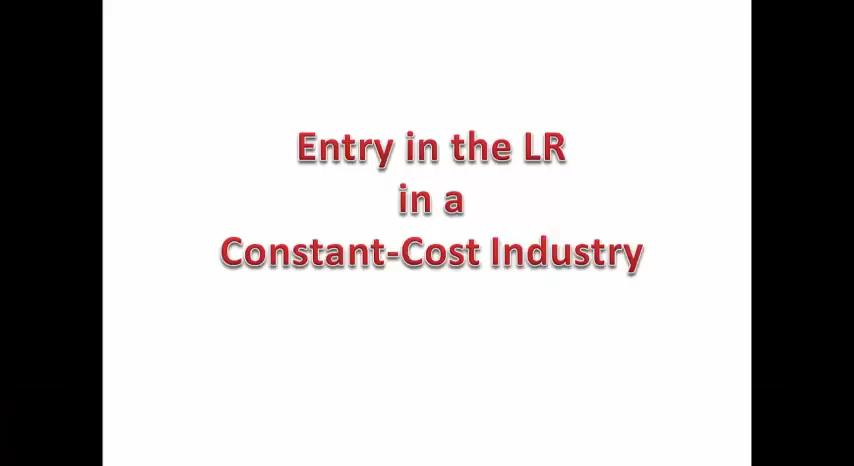 Entry in the LR
in a
Constant-Cost Industry